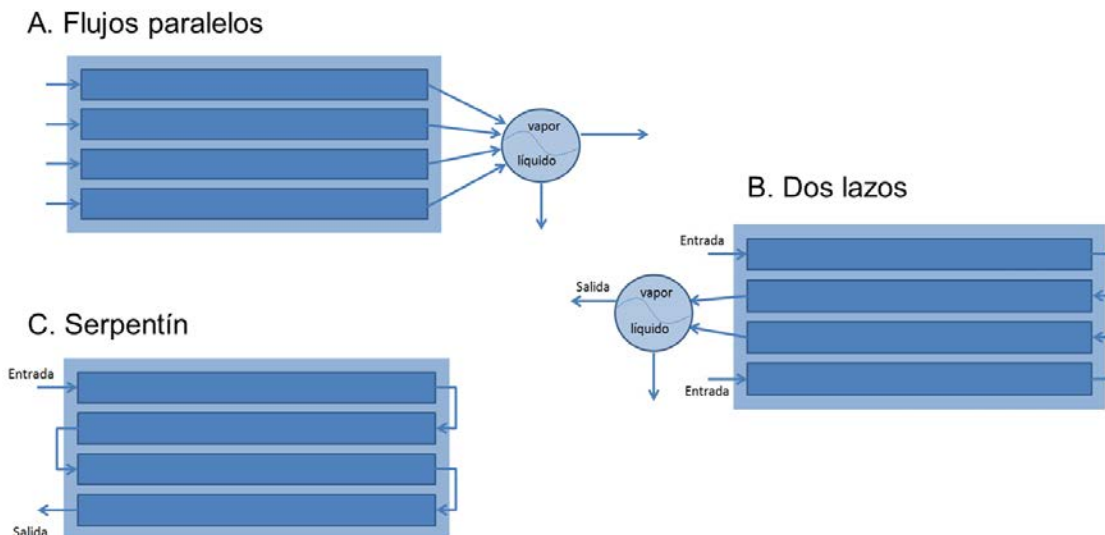 A. Flujos paralelos
vapor
líquido
B. Dos lazos
Entrada
Salida
vapor
líquido
Entrada
C. Serpentín
Entrada
Salida